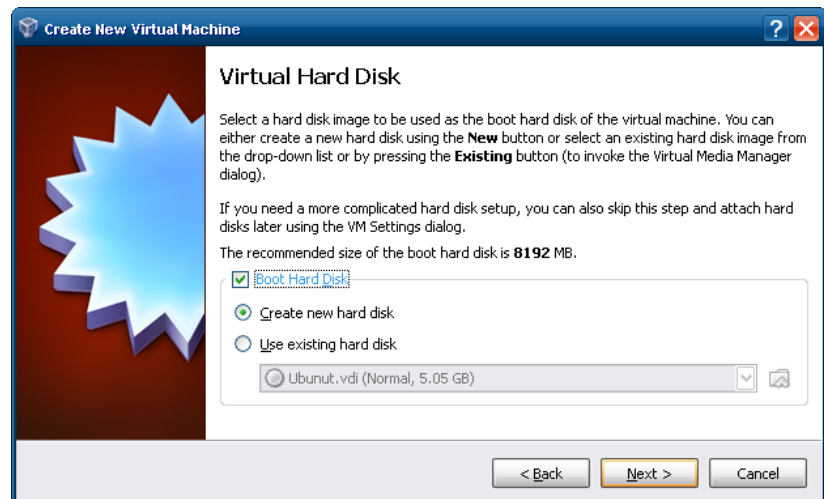 Create New Virtual Machine
Virtual Hard Disk
Select a hard disk image to be used as the boot hard disk of the virtual machine. You can
either create a new hard disk using the New button or select an existing hard disk image from
the drop-down list or by pressing the Existing button (to invoke the Virtual Media Manager
dialog).
If you need a more complicated hard disk setup, you can also skip this step and attach hard
disks later using the VM Settings dialog.
The recommended size of the boot hard disk is 8192 MB.
Boot Hard Disk
Create new hard disk
Use existing hard disk
Ubunut.vdi (Normal, 5.05 GB)
< Back Next > Cancel